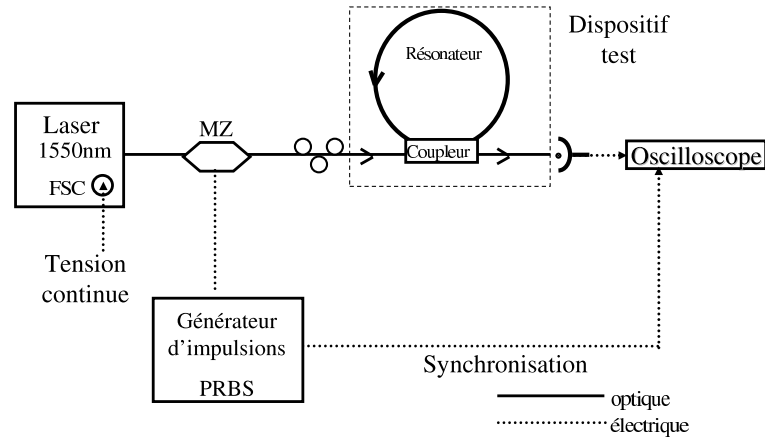 Dispositif
test
Résonateur
Laser
1550nm
FSC
MZ
Coupleur
Oscilloscope
Tension
continue
Générateur
d'impulsions
PRBS
Synchronisation
optique
électrique